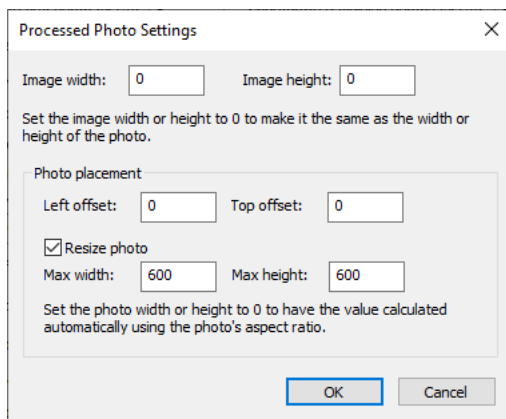 Processed Photo Settings
Image width: 0 Image height: 0
Set the image width or height to 0 to make it the same as the width or
height of the photo.
Photo placement
Left offset: 0 Top offset: 0
Resize photo
Max width: 600 Max height: 600
Set the photo width or height to 0 to have the value calculated
automatically using the photo's aspect ratio.
OK Cancel